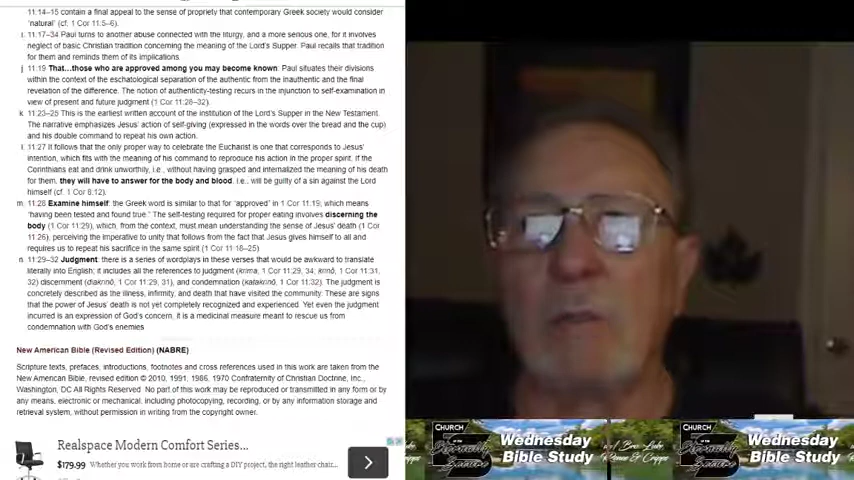 11:14–15 contain a final appeal to the sense of propriety that contemporary Greek society would consider
'natural' (cf. 1 Cor 11:5–6).
i. 11:17–34 Paul turns to another abuse connected with the liturgy, and a more serious one, for it involves
neglect of basic Christian tradition concerning the meaning of the Lord's Supper. Paul recalls that tradition
for them and reminds them of its implications.
j. 11:19 That…those who are approved among you may become known: Paul situates their divisions
within the context of the eschatological separation of the authentic from the inauthentic and the final
revelation of the difference. The notion of authenticity-testing recurs in the injunction to self-examination in
view of present and future judgment (1 Cor 11:28–32).
k. 11:23–25 This is the earliest written account of the institution of the Lord's Supper in the New Testament.
The narrative emphasizes Jesus' action of self-giving (expressed in the words over the bread and the cup)
and his double command to repeat his own action.
l. 11:27 It follows that the only proper way to celebrate the Eucharist is one that corresponds to Jesus'
intention, which fits with the meaning of his command to reproduce his action in the proper spirit. If the
Corinthians eat and drink unworthily, i.e., without having grasped and internalized the meaning of his death
for them, they will have to answer for the body and blood, i.e., will be guilty of a sin against the Lord
himself (cf. 1 Cor 8:12).
m. 11:28 Examine himself: the Greek word is similar to that for "approved" in 1 Cor 11:19, which means
"having been tested and found true." The self-testing required for proper eating involves discerning the
body (1 Cor 11:29), which, from the context, must mean understanding the sense of Jesus' death (1 Cor
11:26), perceiving the imperative to unity that follows from the fact that Jesus gives himself to all and
requires us to repeat his sacrifice in the same spirit (1 Cor 11:18–25)
n. 11:29–32 Judgment: there is a series of wordplays in these verses that would be awkward to translate
literally into English; it includes all the references to judgment (krima, 1 Cor 11:29, 34; krinō, 1 Cor 11:31,
32) discernment (diakrinō, 1 Cor 11:29, 31), and condemnation (katakrinō, 1 Cor 11:32). The judgment is
concretely described as the illness, infirmity, and death that have visited the community. These are signs
that the power of Jesus' death is not yet completely recognized and experienced. Yet even the judgment
incurred is an expression of God's concern; it is a medicinal measure meant to rescue us from
condemnation with God's enemies
New American Bible (Revised Edition) (NABRE)
Scripture texts, prefaces, introductions, footnotes and cross references used in this work are taken from the
New American Bible, revised edition © 2010, 1991, 1986, 1970 Confraternity of Christian Doctrine, Inc.,
Washington, DC All Rights Reserved. No part of this work may be reproduced or transmitted in any form or by
any means, electronic or mechanical, including photocopying, recording, or by any information storage and
retrieval system, without permission in writing from the copyright owner.
Realspace Modern Comfort Series...
$179.99 Whether you work from home or are crafting a DIY project, the right leather chair...
CHURCH
of the
Eternally
Secure
Wednesday
Bible Study
CHURCH
of the
Eternally
Secure
Wednesday
Bible Study